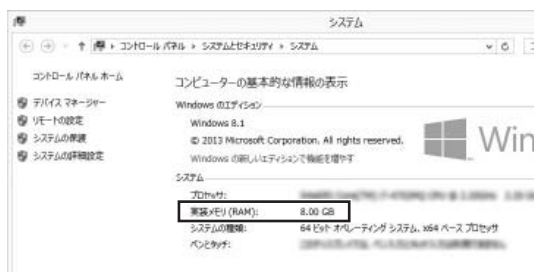 システム
コントロール パネル ▸ システムとセキュリティ ▸ システム
コントロール パネル ホーム
デバイス マネージャー
リモートの設定
システムの保護
システムの詳細設定
コンピューターの基本的な情報の表示
Windows のエディション
Windows 8.1
© 2013 Microsoft Corporation. All rights reserved.
Windows の新しいエディションで機能を増やす
Win
システム
プロセッサ:
実装メモリ (RAM): 8.00 GB
システムの種類: 64 ビット オペレーティング システム、x64 ベース プロセッサ
ペンとタッチ: